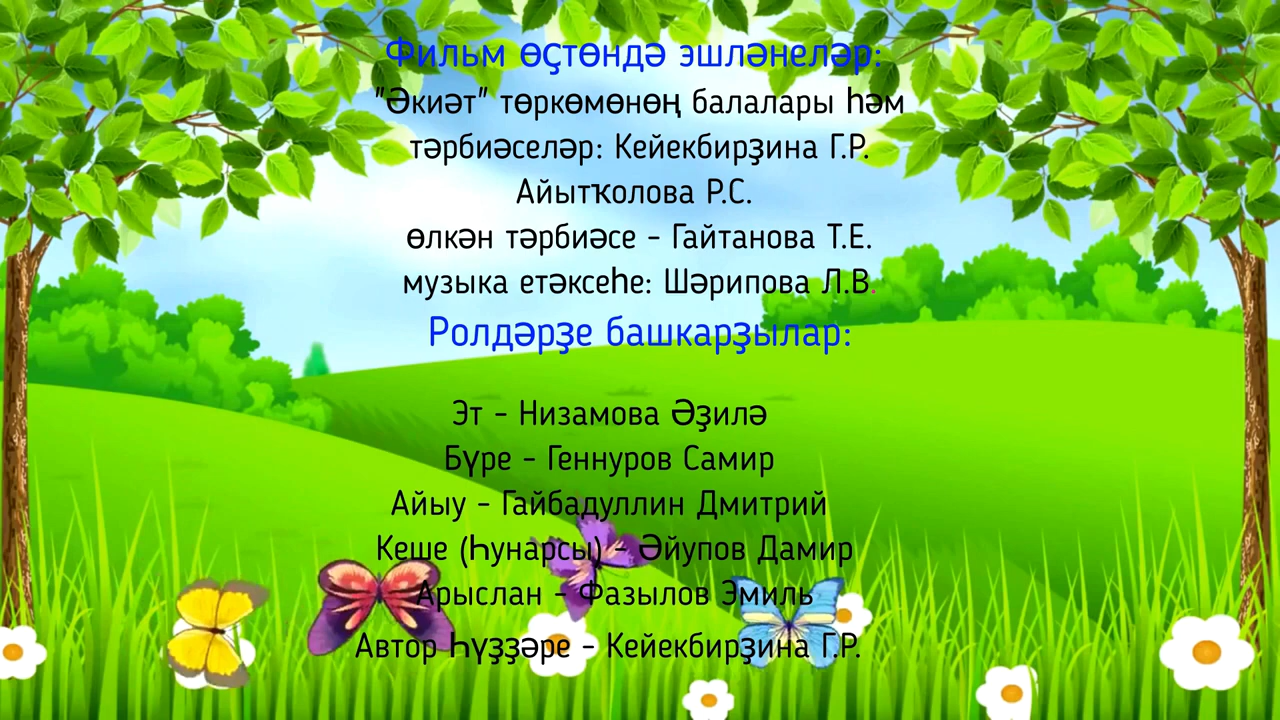 Фильм өҫтөндә эшләнеләр:
"Әкиәт" төркөмөнөң балалары һәм
тәрбиәселәр: Кейекбирҙина Г.Р.
Айытҡолова Р.С.
өлкән тәрбиәсе - Гайтанова Т.Е.
музыка етәксеһе: Шәрипова Л.В.
Ролдәрҙе башкарҙылар:
Эт - Низамова Әҙилә
Бүре - Геннуров Самир
Айыу - Гайбадуллин Дмитрий
Кеше (Һунарсы) - Әйупов Дамир
Арыслан - Фазылов Эмиль
Автор Һүҙҙәре - Кейекбирҙина Г.Р.